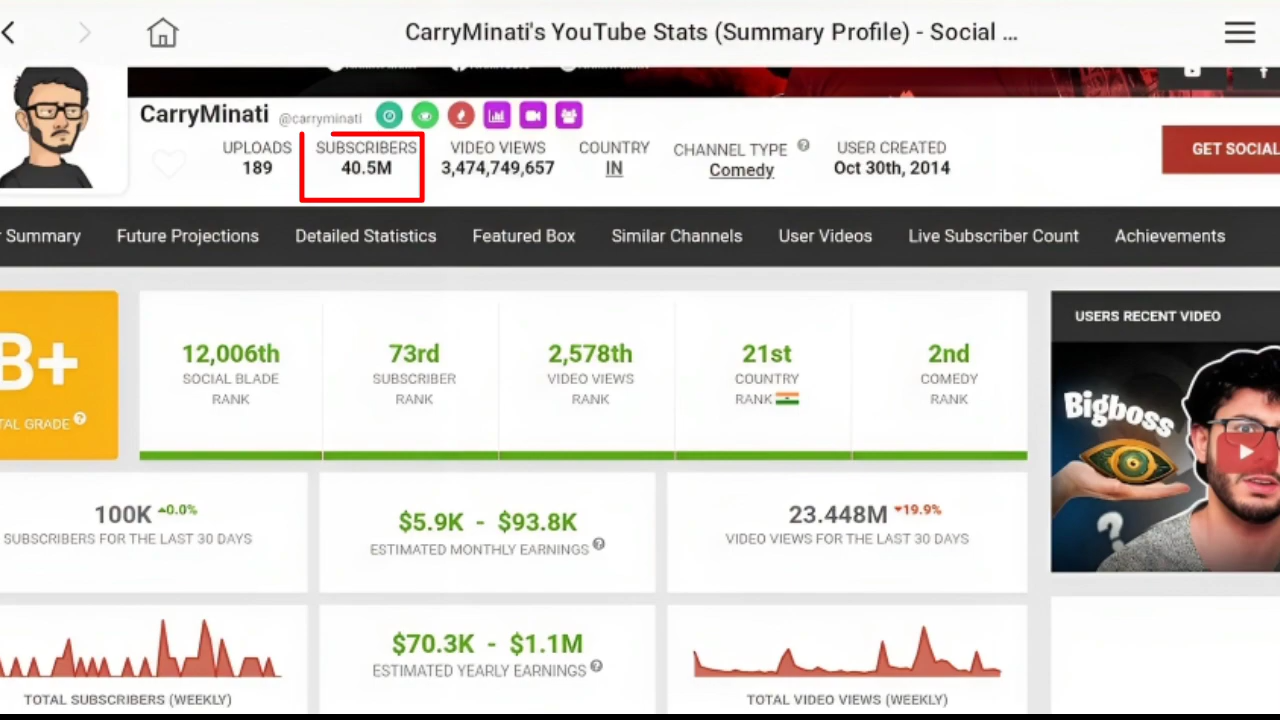 CarryMinati's YouTube Stats (Summary Profile) - Social ...
CarryMinati @carryminati
UPLOADS
189
SUBSCRIBERS
40.5M
VIDEO VIEWS
3,474,749,657
COUNTRY
IN
CHANNEL TYPE
Comedy
USER CREATED
Oct 30th, 2014
GET SOCIAL
Summary Future Projections Detailed Statistics Featured Box Similar Channels User Videos Live Subscriber Count Achievements
B+
TAL GRADE
12,006th
SOCIAL BLADE
RANK
73rd
SUBSCRIBER
RANK
2,578th
VIDEO VIEWS
RANK
21st
COUNTRY
RANK
2nd
COMEDY
RANK
USERS RECENT VIDEO
Bigboss
?
100K 0.0%
SUBSCRIBERS FOR THE LAST 30 DAYS
$5.9K - $93.8K
ESTIMATED MONTHLY EARNINGS
23.448M 19.9%
VIDEO VIEWS FOR THE LAST 30 DAYS
$70.3K - $1.1M
ESTIMATED YEARLY EARNINGS
TOTAL SUBSCRIBERS (WEEKLY)
TOTAL VIDEO VIEWS (WEEKLY)